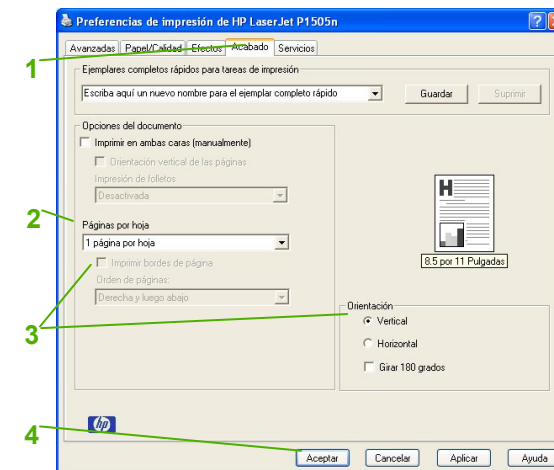 Preferencias de impresión de HP LaserJet P1505n
Avanzadas Papel/Calidad Efectos Acabado Servicios
1
Ejemplares completos rápidos para tareas de impresión
Escriba aquí un nuevo nombre para el ejemplar completo rápido Guardar Suprimir
Opciones del documento
Imprimir en ambas caras (manualmente)
Orientación vertical de las páginas
Impresión de folletos
Desactivada
2
Páginas por hoja
1 página por hoja
Imprimir bordes de página
Orden de páginas:
Derecha y luego abajo
3
H
8.5 por 11 Pulgadas
Orientación
Vertical
Horizontal
Girar 180 grados
hp
4
Aceptar Cancelar Aplicar Ayuda